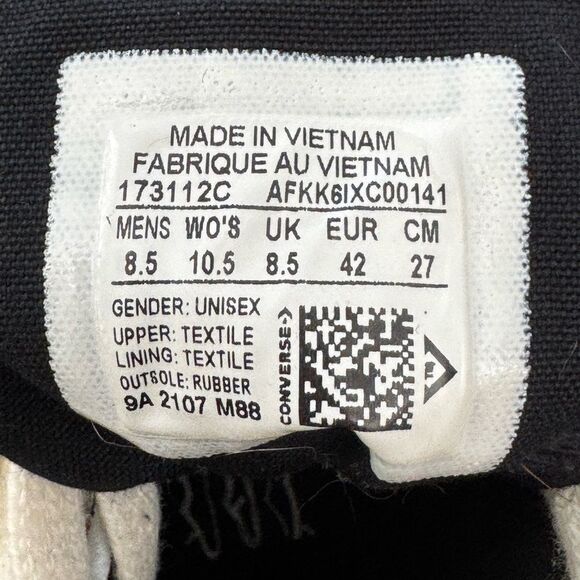 MADE IN VIETNAM
FABRIQUE AU VIETNAM
173112C AFKK6IXC00141
MENS WO'S UK EUR CM
8.5 10.5 8.5 42 27
GENDER: UNISEX
UPPER: TEXTILE
LINING: TEXTILE
OUTSOLE: RUBBER
9A 2107 M88
CONVERSE